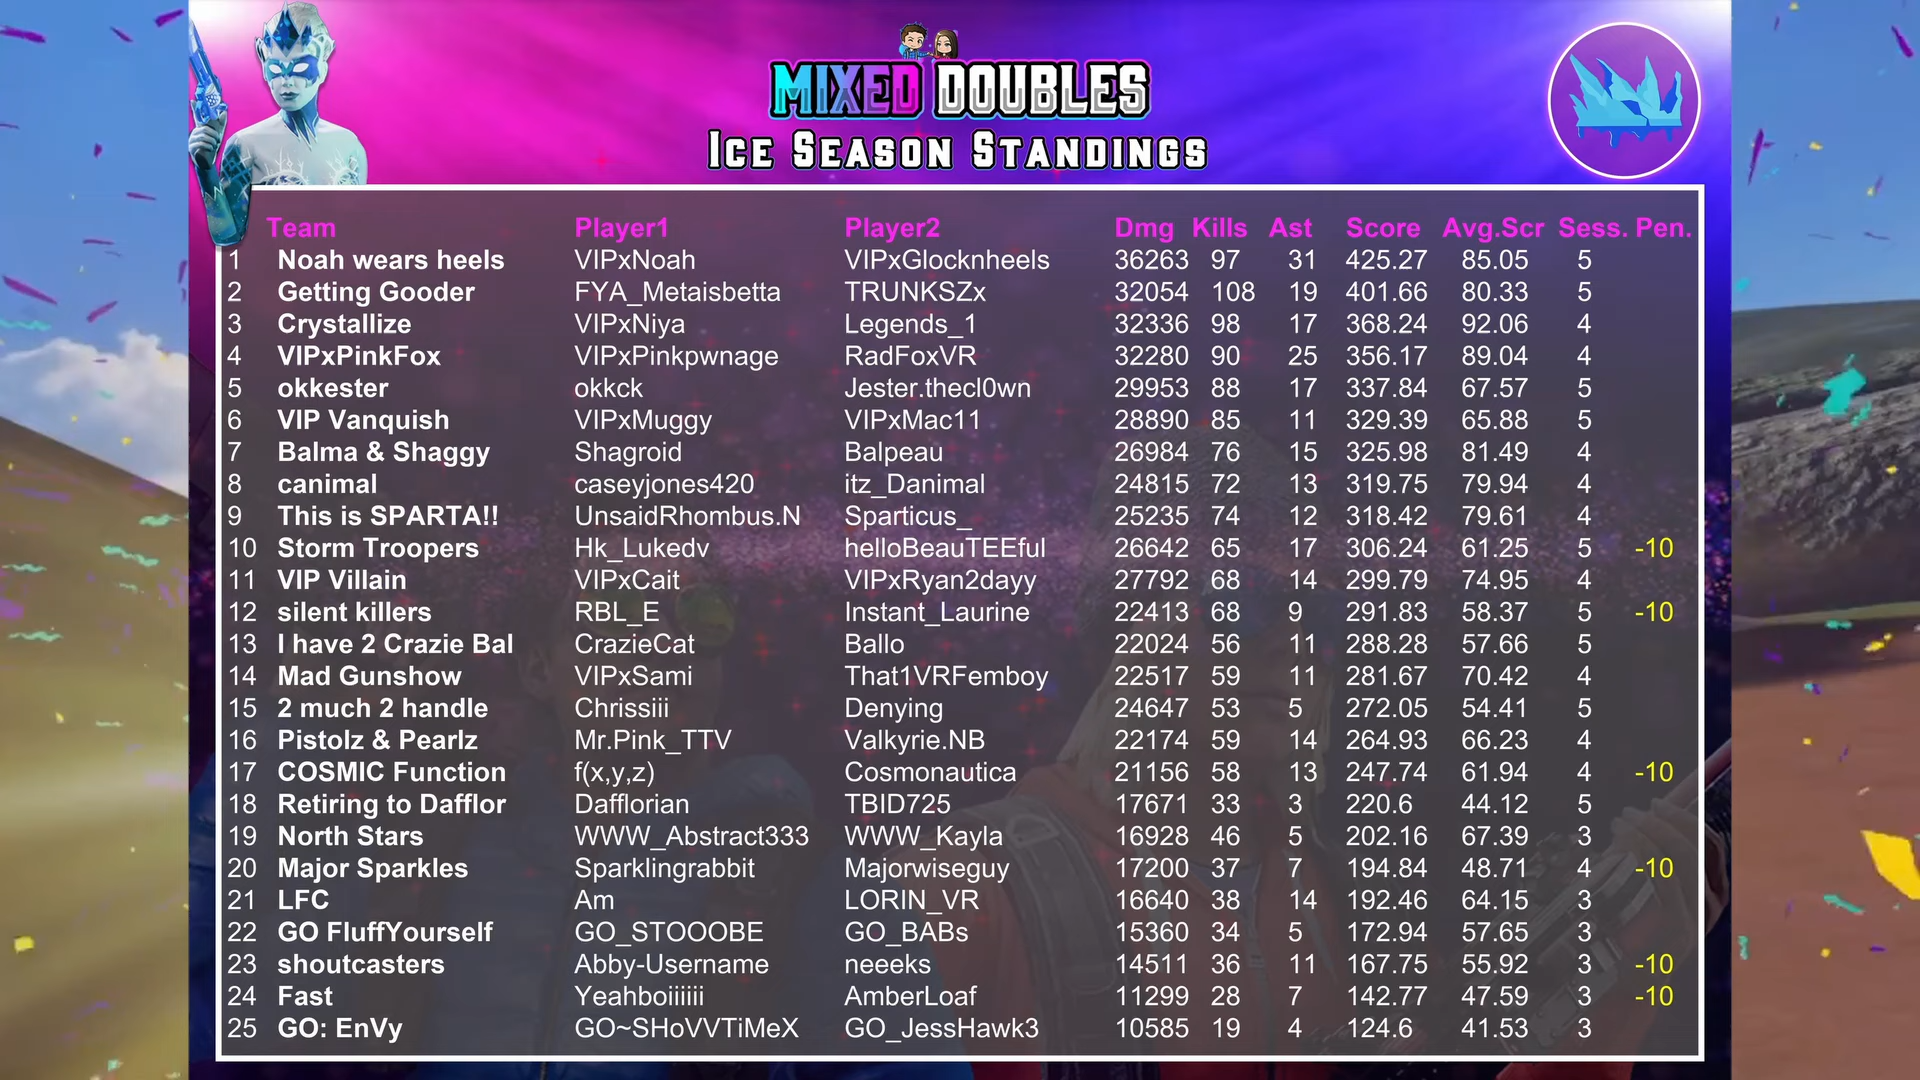 MIXED DOUBLES
ICE SEASON STANDINGS
Team Player1 Player2 Dmg Kills Ast Score Avg.Scr Sess. Pen.
1 Noah wears heels VIPxNoah VIPxGlocknheels 36263 97 31 425.27 85.05 5
2 Getting Gooder FYA_Metaisbetta TRUNKSZx 32054 108 19 401.66 80.33 5
3 Crystallize VIPxNiya Legends_1 32336 98 17 368.24 92.06 4
4 VIPxPinkFox VIPxPinkpwnage RadFoxVR 32280 90 25 356.17 89.04 4
5 okkester okkck Jester.thecl0wn 29953 88 17 337.84 67.57 5
6 VIP Vanquish VIPxMuggy VIPxMac11 28890 85 11 329.39 65.88 5
7 Balma & Shaggy Shagroid Balpeau 26984 76 15 325.98 81.49 4
8 canimal caseyjones420 itz_Danimal 24815 72 13 319.75 79.94 4
9 This is SPARTA!! UnsaidRhombus.N Sparticus_ 25235 74 12 318.42 79.61 4
10 Storm Troopers Hk_Lukedv helloBeauTEEful 26642 65 17 306.24 61.25 5 -10
11 VIP Villain VIPxCait VIPxRyan2dayy 27792 68 14 299.79 74.95 4
12 silent killers RBL_E Instant_Laurine 22413 68 9 291.83 58.37 5 -10
13 I have 2 Crazie Bal CrazieCat Ballo 22024 56 11 288.28 57.66 5
14 Mad Gunshow VIPxSami That1VRFemboy 22517 59 11 281.67 70.42 4
15 2 much 2 handle Chrissiii Denying 24647 53 5 272.05 54.41 5
16 Pistolz & Pearlz Mr.Pink_TTV Valkyrie.NB 22174 59 14 264.93 66.23 4
17 COSMIC Function f(x,y,z) Cosmonautica 21156 58 13 247.74 61.94 4 -10
18 Retiring to Dafflor Dafflorian TBID725 17671 33 3 220.6 44.12 5
19 North Stars WWW_Abstract333 WWW_Kayla 16928 46 5 202.16 67.39 3
20 Major Sparkles Sparklingrabbit Majorwiseguy 17200 37 7 194.84 48.71 4 -10
21 LFC Am LORIN_VR 16640 38 14 192.46 64.15 3
22 GO FluffYourself GO_STOOOBE GO_BABs 15360 34 5 172.94 57.65 3
23 shoutcasters Abby-Username neeeks 14511 36 11 167.75 55.92 3 -10
24 Fast Yeahboiiiiii AmberLoaf 11299 28 7 142.77 47.59 3 -10
25 GO: EnVy GO~SHoVVTiMeX GO_JessHawk3 10585 19 4 124.6 41.53 3